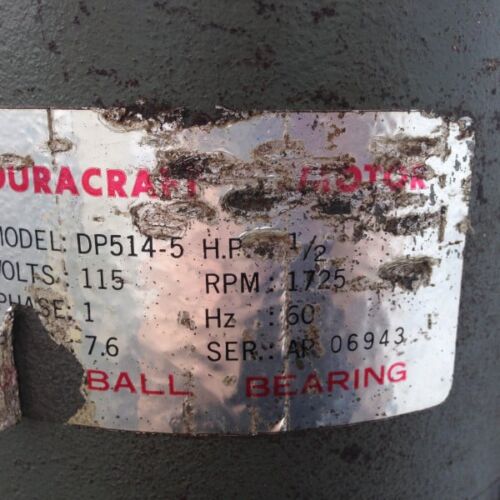 DURACRAFT MOTOR
MODEL: DP514-5 H.P. : 1/2
VOLTS : 115 RPM : 1725
PHASE : 1 Hz : 60
7.6 SER. : AP 06943
BALL BEARING